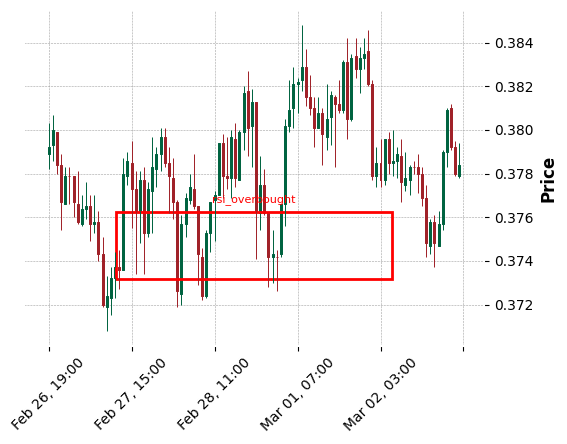 0.384
0.382
0.380
0.378
0.376
0.374
0.372
Price
rsi_overbought
Feb 26, 19:00
Feb 27, 15:00
Feb 28, 11:00
Mar 01, 07:00
Mar 02, 03:00